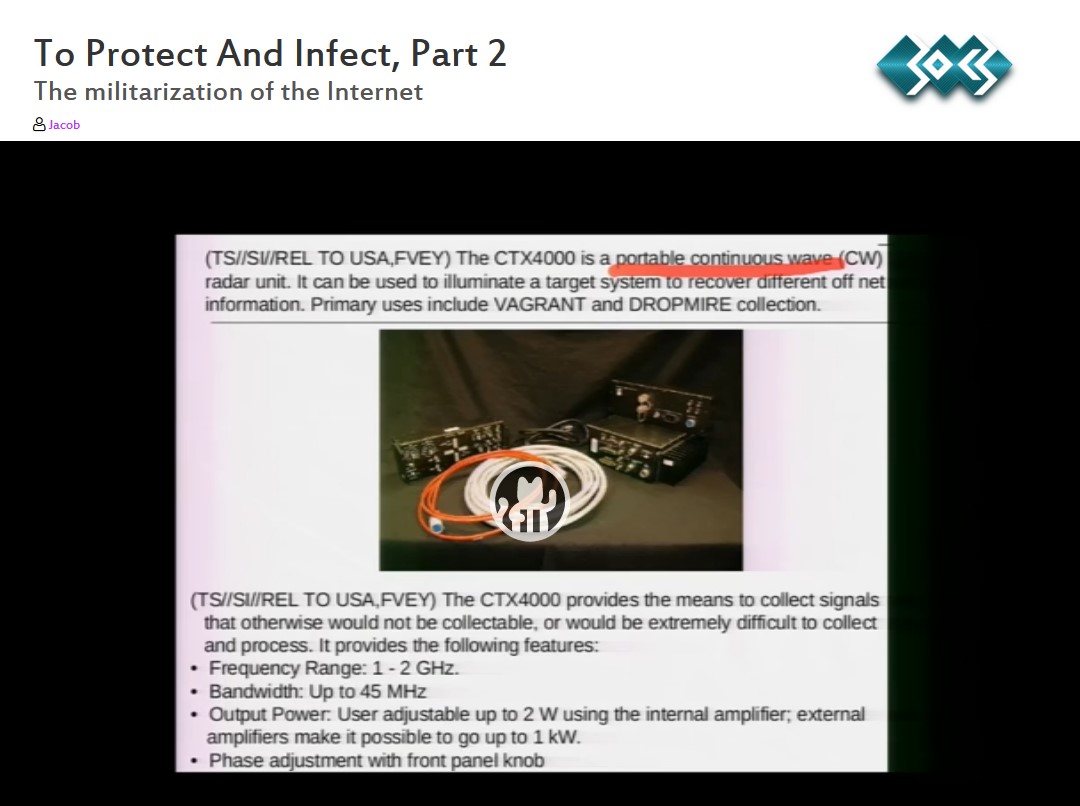 To Protect And Infect, Part 2
The militarization of the Internet
Jacob
(TS//SI//REL TO USA,FVEY) The CTX4000 is a portable continuous wave (CW)
radar unit. It can be used to illuminate a target system to recover different off net
information. Primary uses include VAGRANT and DROPMIRE collection.
(TS//SI//REL TO USA,FVEY) The CTX4000 provides the means to collect signals
that otherwise would not be collectable, or would be extremely difficult to collect
and process. It provides the following features:
• Frequency Range: 1 - 2 GHz.
• Bandwidth: Up to 45 MHz
• Output Power: User adjustable up to 2 W using the internal amplifier; external
amplifiers make it possible to go up to 1 kW.
• Phase adjustment with front panel knob